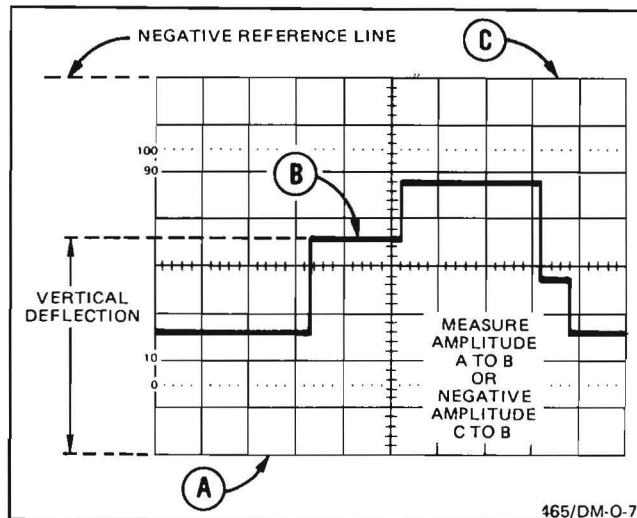 NEGATIVE REFERENCE LINE
C
100
90
B
VERTICAL
DEFLECTION
MEASURE
AMPLITUDE
A TO B
OR
NEGATIVE
AMPLITUDE
C TO B
10
0
A
465/DM-O-7